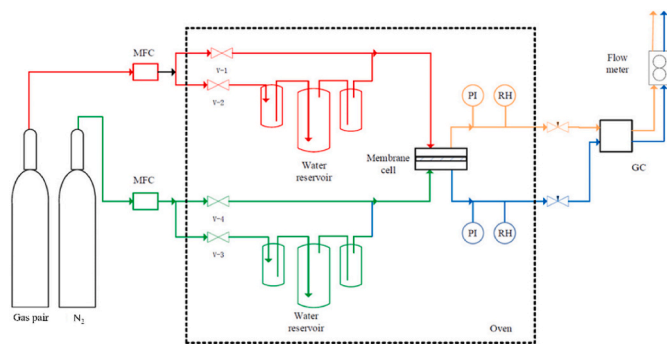 MFC
V-1
V-2
Water
reservoir
PI
RH
Flow
meter
Membrane
cell
GC
MFC
V-4
V-3
PI
RH
Water
reservoir
Gas pair
N₂
Oven